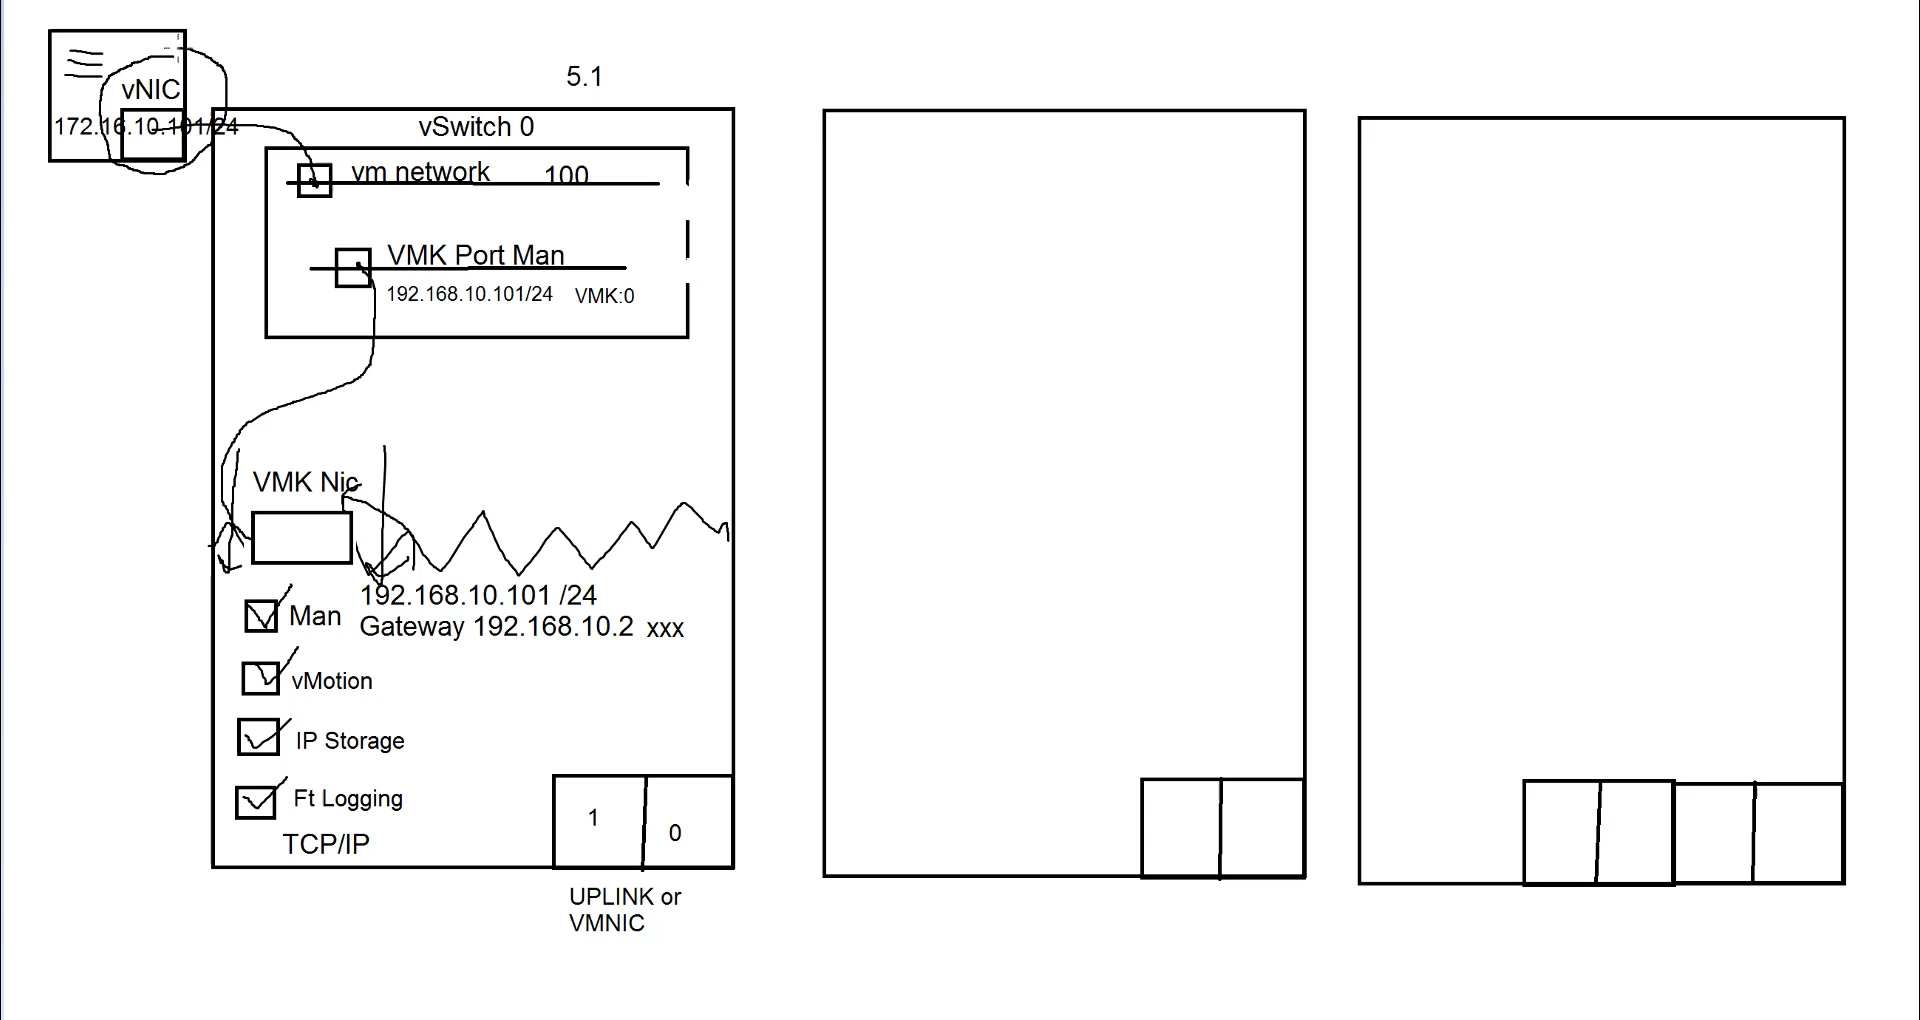 5.1
vNIC
172.16.10.101/24
vSwitch 0
vm network 100
VMK Port Man
192.168.10.101/24 VMK:0
VMK Nic
192.168.10.101 /24
Man
Gateway 192.168.10.2 xxx
vMotion
IP Storage
Ft Logging
TCP/IP
1
0
UPLINK or
VMNIC